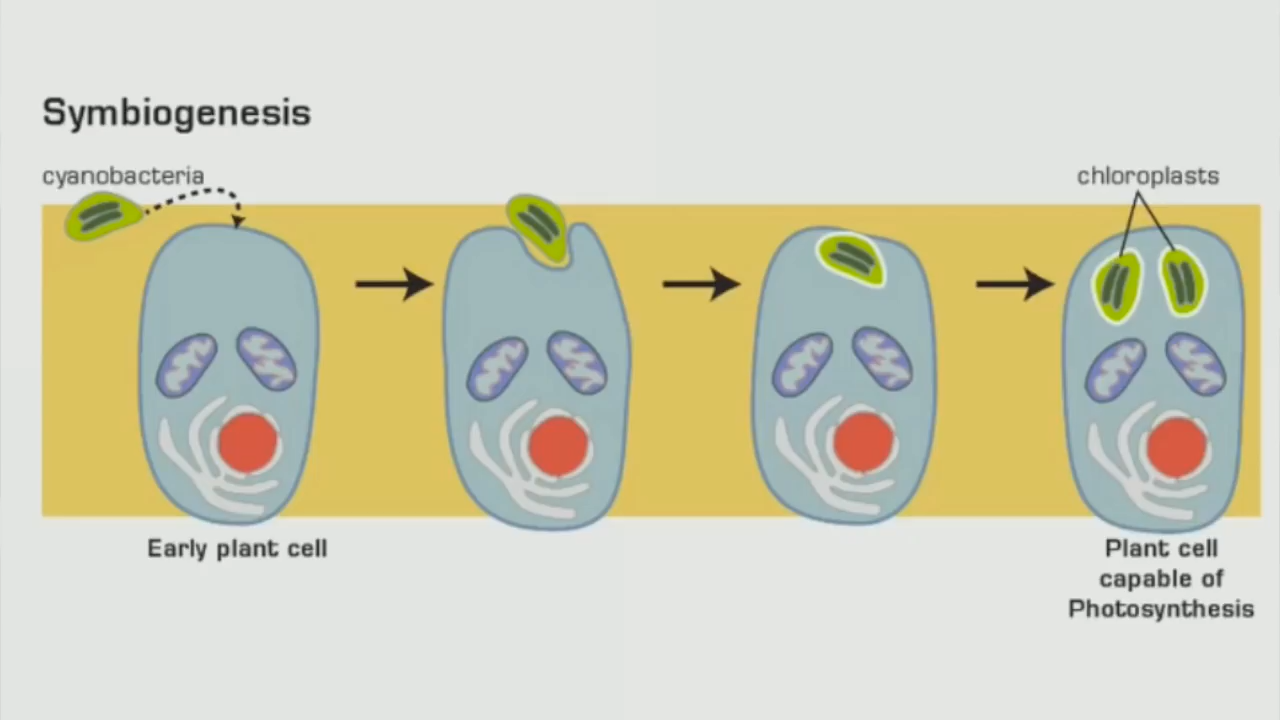 Symbiogenesis
cyanobacteria
chloroplasts
Early plant cell
Plant cell
capable of
Photosynthesis